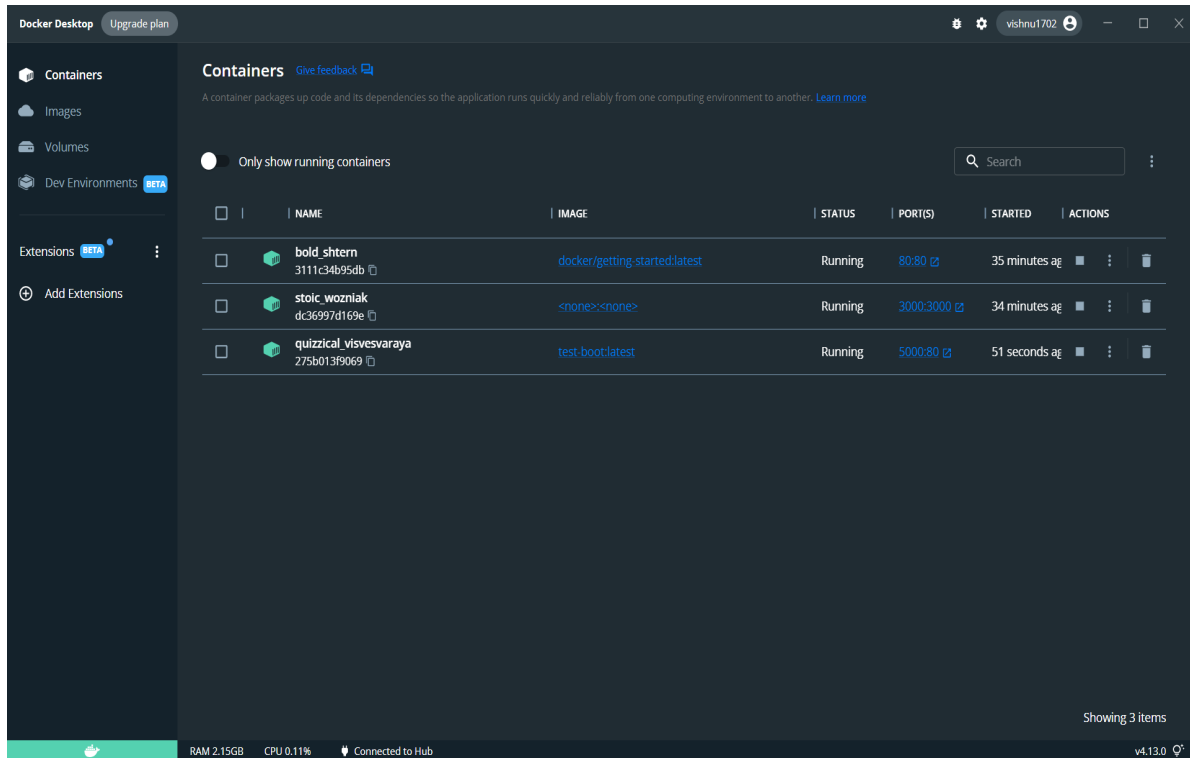 Docker Desktop Upgrade plan vishnu1702
Containers
Images
Volumes
Dev Environments BETA
Extensions BETA
Add Extensions
Containers Give feedback
A container packages up code and its dependencies so the application runs quickly and reliably from one computing environment to another. Learn more
Only show running containers Search
NAME IMAGE STATUS PORT(S) STARTED ACTIONS
bold_shtern docker/getting-started:latest Running 80:80 35 minutes ag
3111c34b95db
stoic_wozniak <none>:<none> Running 3000:3000 34 minutes ag
dc36997d169e
quizzical_visvesvaraya test-boot:latest Running 5000:80 51 seconds ag
275b013f9069
Showing 3 items
RAM 2.15GB CPU 0.11% Connected to Hub v4.13.0